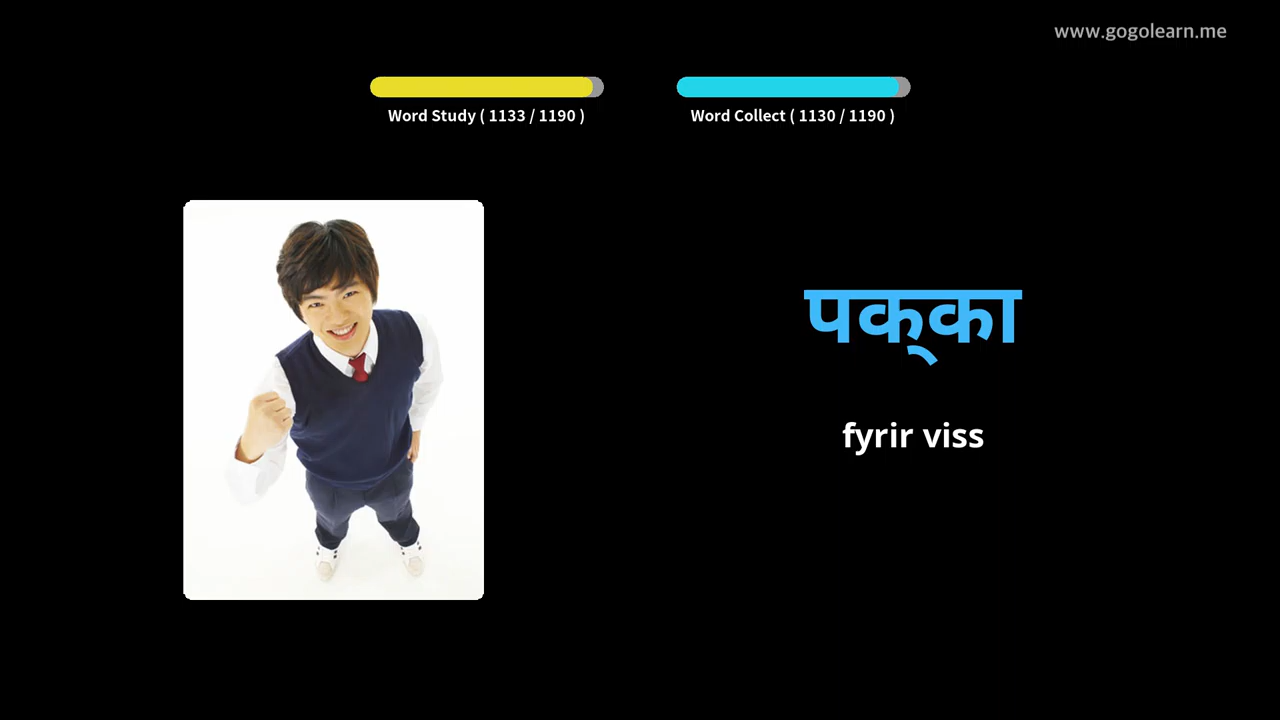 www.gogolearn.me
Word Study ( 1133 / 1190 )
Word Collect ( 1130 / 1190 )
पक्‌का
fyrir viss